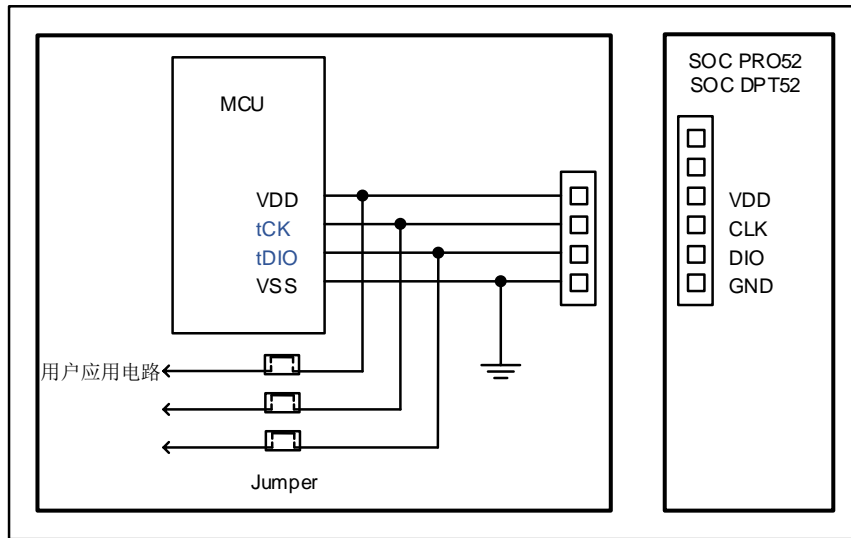 SOC PRO52
SOC DPT52
MCU
VDD
tCK
tDIO
VSS
VDD
CLK
DIO
GND
用户应用电路
Jumper